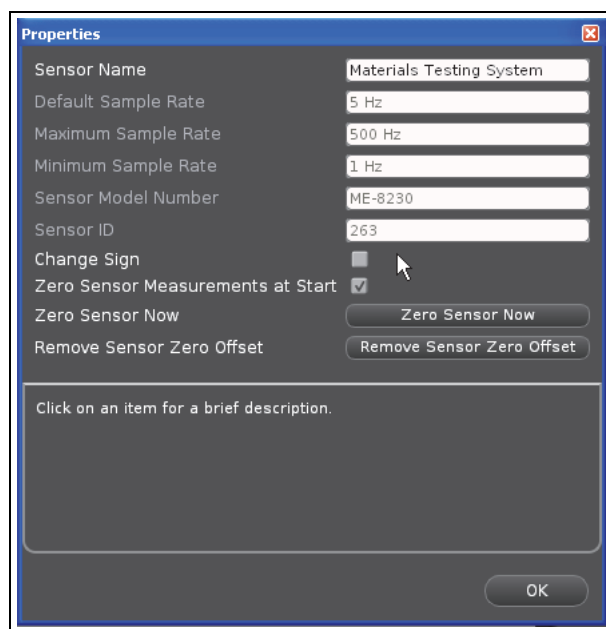 Properties
Sensor Name Materials Testing System
Default Sample Rate 5 Hz
Maximum Sample Rate 500 Hz
Minimum Sample Rate 1 Hz
Sensor Model Number ME-8230
Sensor ID 263
Change Sign
Zero Sensor Measurements at Start
Zero Sensor Now Zero Sensor Now
Remove Sensor Zero Offset Remove Sensor Zero Offset
Click on an item for a brief description.
OK